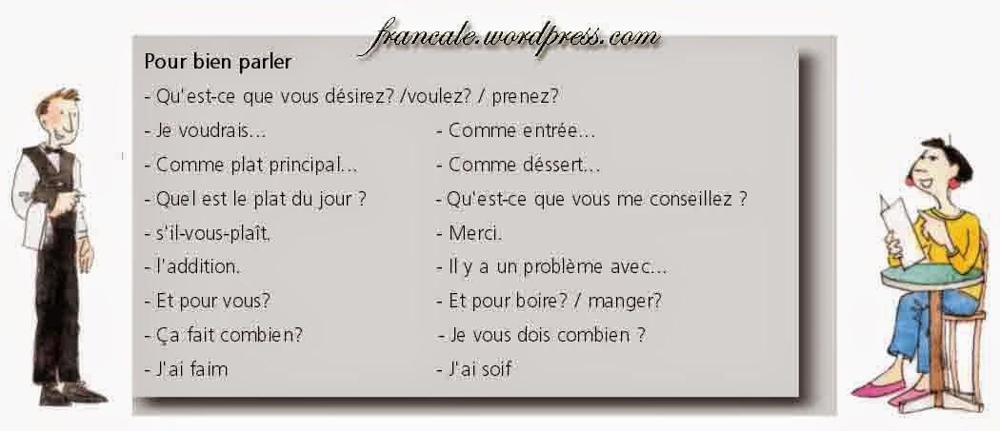 francale.wordpress.com
Pour bien parler
- Qu'est-ce que vous désirez? /voulez? / prenez?
- Je voudrais... - Comme entrée...
- Comme plat principal... - Comme déssert...
- Quel est le plat du jour ? - Qu'est-ce que vous me conseillez ?
- s'il-vous-plaît. - Merci.
- l'addition. - Il y a un problème avec...
- Et pour vous? - Et pour boire? / manger?
- Ça fait combien? - Je vous dois combien ?
- J'ai faim - J'ai soif